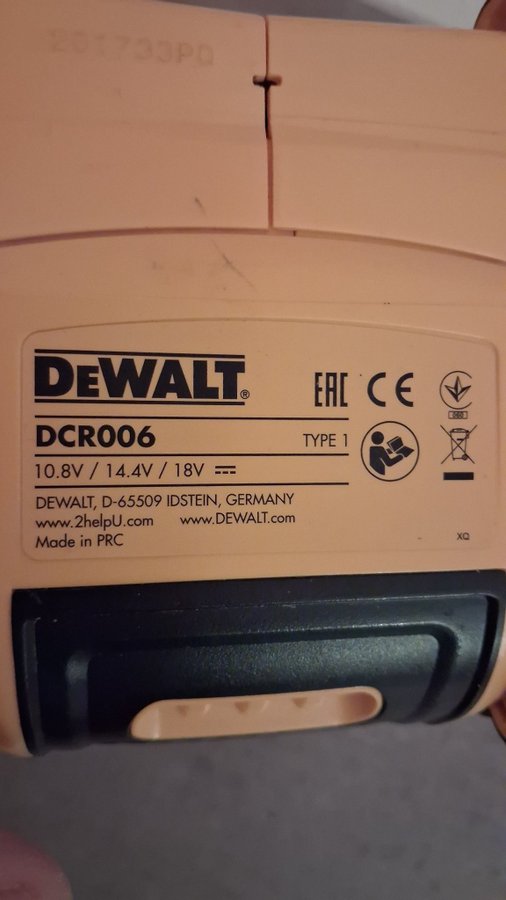 DEWALT®
DCR006 TYPE 1
10.8V / 14.4V / 18V
DEWALT, D-65509 IDSTEIN, GERMANY
www.2helpU.com www.DEWALT.com
Made in PRC
EAC CE
XQ